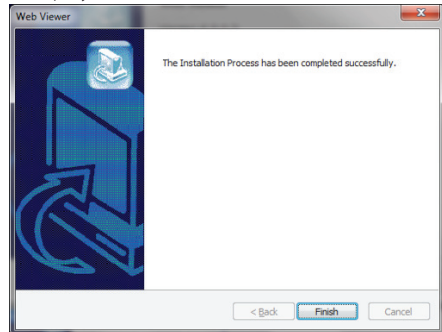 Web Viewer
The Installation Process has been completed successfully.
< Back
Finish
Cancel